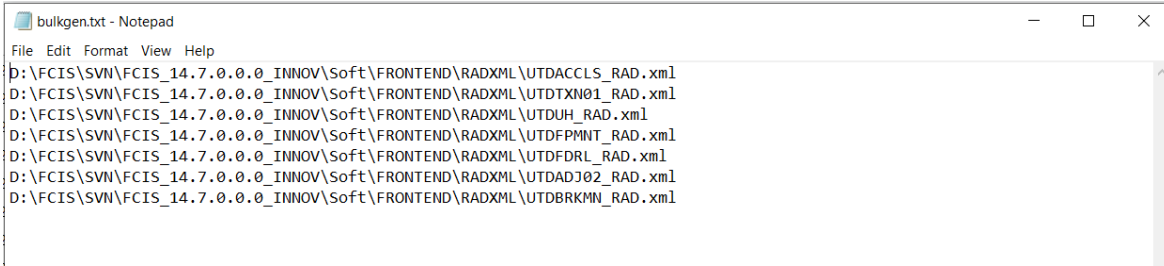 bulkgen.txt - Notepad
File Edit Format View Help
D:\FCIS\SVN\FCIS_14.7.0.0.0_INNOV\Soft\FRONTEND\RADXML\UTDACCLS_RAD.xml
D:\FCIS\SVN\FCIS_14.7.0.0.0_INNOV\Soft\FRONTEND\RADXML\UTDTXN01_RAD.xml
D:\FCIS\SVN\FCIS_14.7.0.0.0_INNOV\Soft\FRONTEND\RADXML\UTDUH_RAD.xml
D:\FCIS\SVN\FCIS_14.7.0.0.0_INNOV\Soft\FRONTEND\RADXML\UTDFPMNT_RAD.xml
D:\FCIS\SVN\FCIS_14.7.0.0.0_INNOV\Soft\FRONTEND\RADXML\UTDFDRL_RAD.xml
D:\FCIS\SVN\FCIS_14.7.0.0.0_INNOV\Soft\FRONTEND\RADXML\UTDADJ02_RAD.xml
D:\FCIS\SVN\FCIS_14.7.0.0.0_INNOV\Soft\FRONTEND\RADXML\UTDBRKMN_RAD.xml